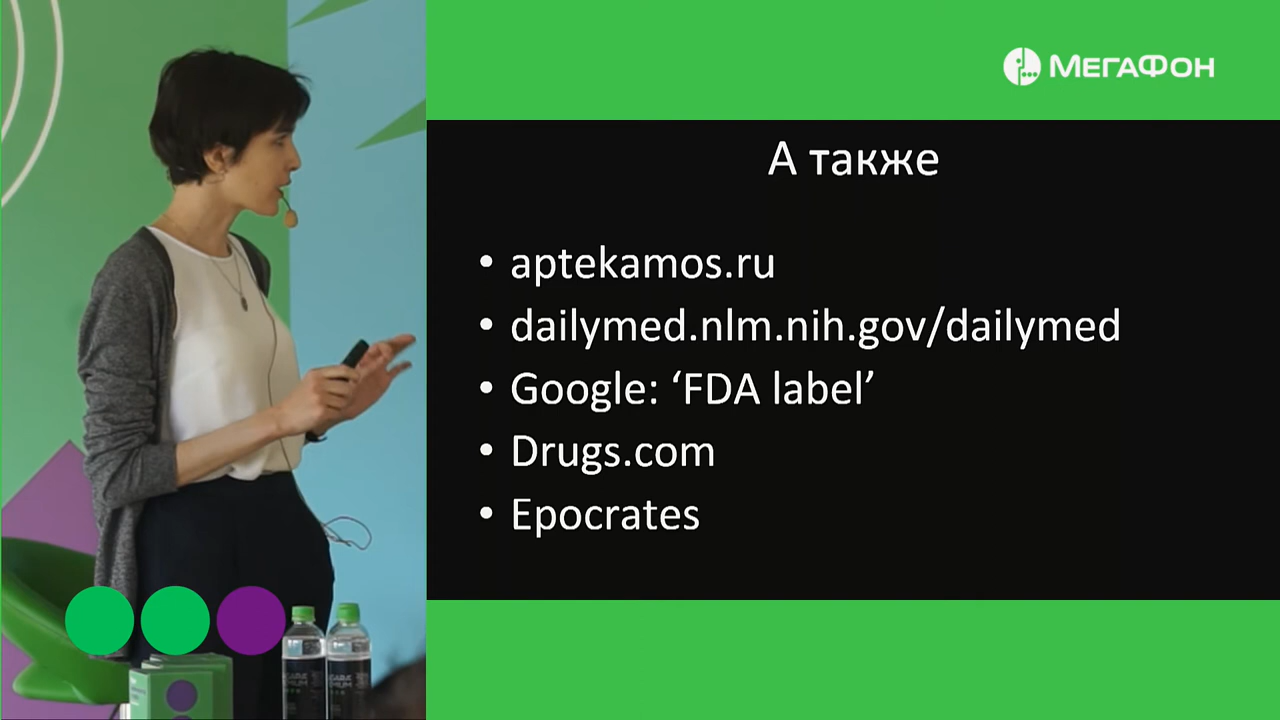 МЕГАФОН
А также
• aptekamos.ru
• dailymed.nlm.nih.gov/dailymed
• Google: ‘FDA label’
• Drugs.com
• Epocrates